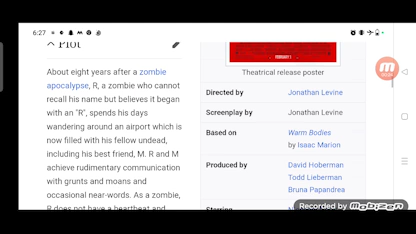 6:27
Plot
About eight years after a zombie
apocalypse, R, a zombie who cannot
recall his name but believes it began
with an "R", spends his days
wandering around an airport which is
now filled with his fellow undead,
including his best friend, M. R and M
achieve rudimentary communication
with grunts and moans and
occasional near-words. As a zombie,
R does not have a heartbeat and
Theatrical release poster
Directed by Jonathan Levine
Screenplay by Jonathan Levine
Based on Warm Bodies
by Isaac Marion
Produced by David Hoberman
Todd Lieberman
Bruna Papandrea
Starring
Recorded by Mobizen